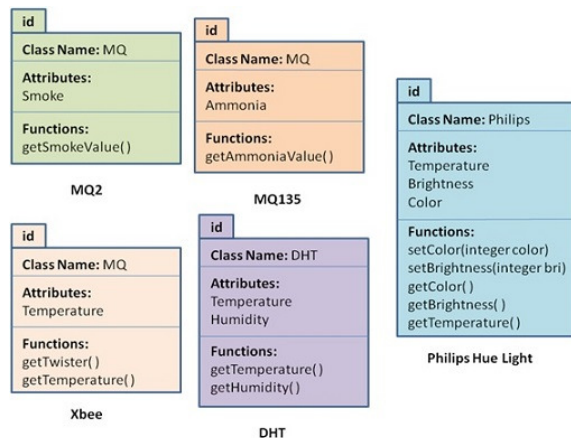 id
Class Name: MQ
Attributes:
Smoke
Functions:
getSmokeValue()
MQ2
id
Class Name: MQ
Attributes:
Ammonia
Functions:
getAmmoniaValue()
MQ135
id
Class Name: Philips
Attributes:
Temperature
Brightness
Color
Functions:
setColor(integer color)
setBrightness(integer bri)
getColor()
getBrightness()
getTemperature()
Philips Hue Light
id
Class Name: MQ
Attributes:
Temperature
Functions:
getTwister()
getTemperature()
Xbee
id
Class Name: DHT
Attributes:
Temperature
Humidity
Functions:
getTemperature()
getHumidity()
DHT